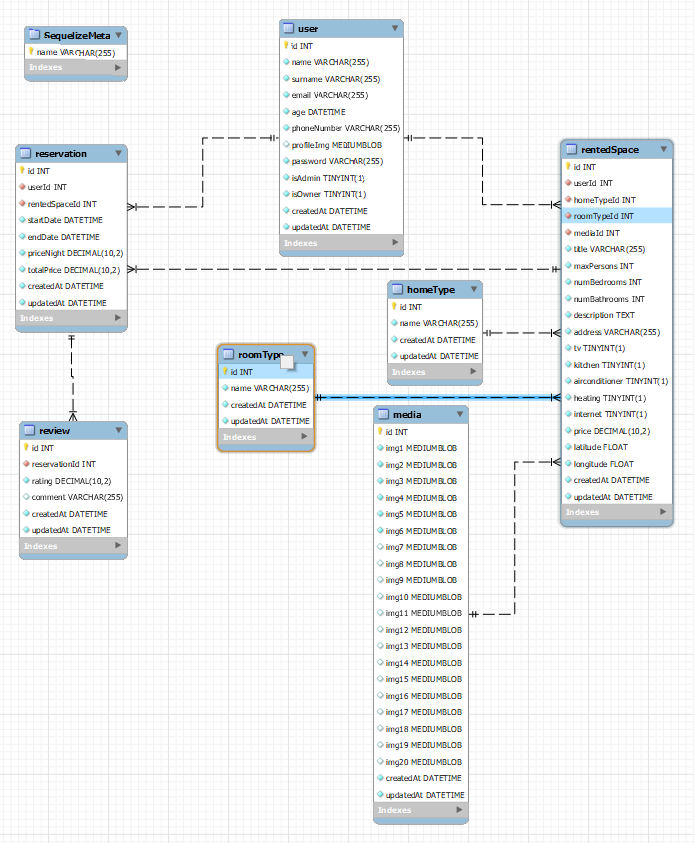 SequelizeMeta
name VARCHAR(255)
Indexes
user
id INT
name VARCHAR(255)
surname VARCHAR(255)
email VARCHAR(255)
age DATETIME
phoneNumber VARCHAR(255)
profileImg MEDIUMBLOB
password VARCHAR(255)
isAdmin TINYINT(1)
isOwner TINYINT(1)
createdAt DATETIME
updatedAt DATETIME
Indexes
reservation
id INT
userId INT
rentedSpaceId INT
startDate DATETIME
endDate DATETIME
priceNight DECIMAL(10,2)
totalPrice DECIMAL(10,2)
createdAt DATETIME
updatedAt DATETIME
Indexes
rentedSpace
id INT
userId INT
homeTypeId INT
roomTypeId INT
mediaId INT
title VARCHAR(255)
maxPersons INT
numBedrooms INT
numBathrooms INT
description TEXT
address VARCHAR(255)
tv TINYINT(1)
kitchen TINYINT(1)
airconditioner TINYINT(1)
heating TINYINT(1)
internet TINYINT(1)
price DECIMAL(10,2)
latitude FLOAT
longitude FLOAT
createdAt DATETIME
updatedAt DATETIME
Indexes
homeType
id INT
name VARCHAR(255)
createdAt DATETIME
updatedAt DATETIME
Indexes
roomType
id INT
name VARCHAR(255)
createdAt DATETIME
updatedAt DATETIME
Indexes
review
id INT
reservationId INT
rating DECIMAL(10,2)
comment VARCHAR(255)
createdAt DATETIME
updatedAt DATETIME
Indexes
media
id INT
img1 MEDIUMBLOB
img2 MEDIUMBLOB
img3 MEDIUMBLOB
img4 MEDIUMBLOB
img5 MEDIUMBLOB
img6 MEDIUMBLOB
img7 MEDIUMBLOB
img8 MEDIUMBLOB
img9 MEDIUMBLOB
img10 MEDIUMBLOB
img11 MEDIUMBLOB
img12 MEDIUMBLOB
img13 MEDIUMBLOB
img14 MEDIUMBLOB
img15 MEDIUMBLOB
img16 MEDIUMBLOB
img17 MEDIUMBLOB
img18 MEDIUMBLOB
img19 MEDIUMBLOB
img20 MEDIUMBLOB
createdAt DATETIME
updatedAt DATETIME
Indexes